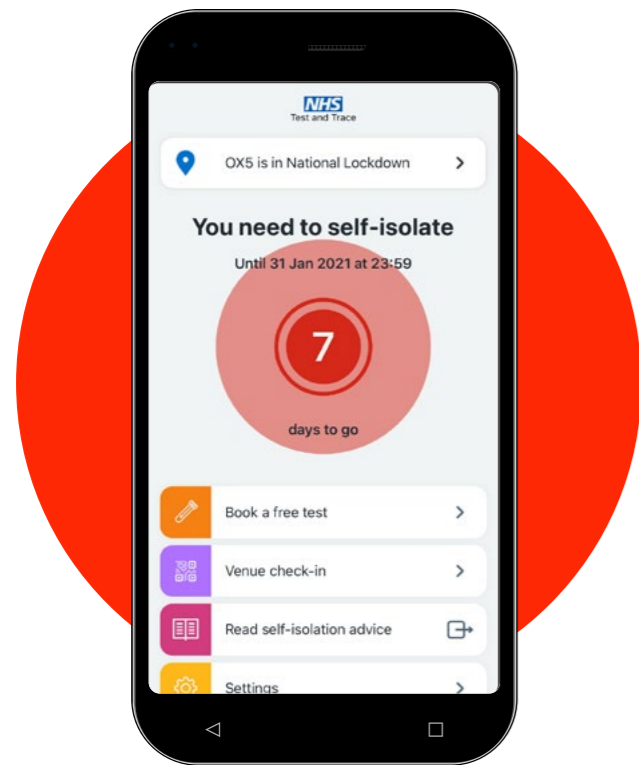 NHS
Test and Trace
OX5 is in National Lockdown
You need to self-isolate
Until 31 Jan 2021 at 23:59
7
days to go
Book a free test
Venue check-in
Read self-isolation advice
Settings